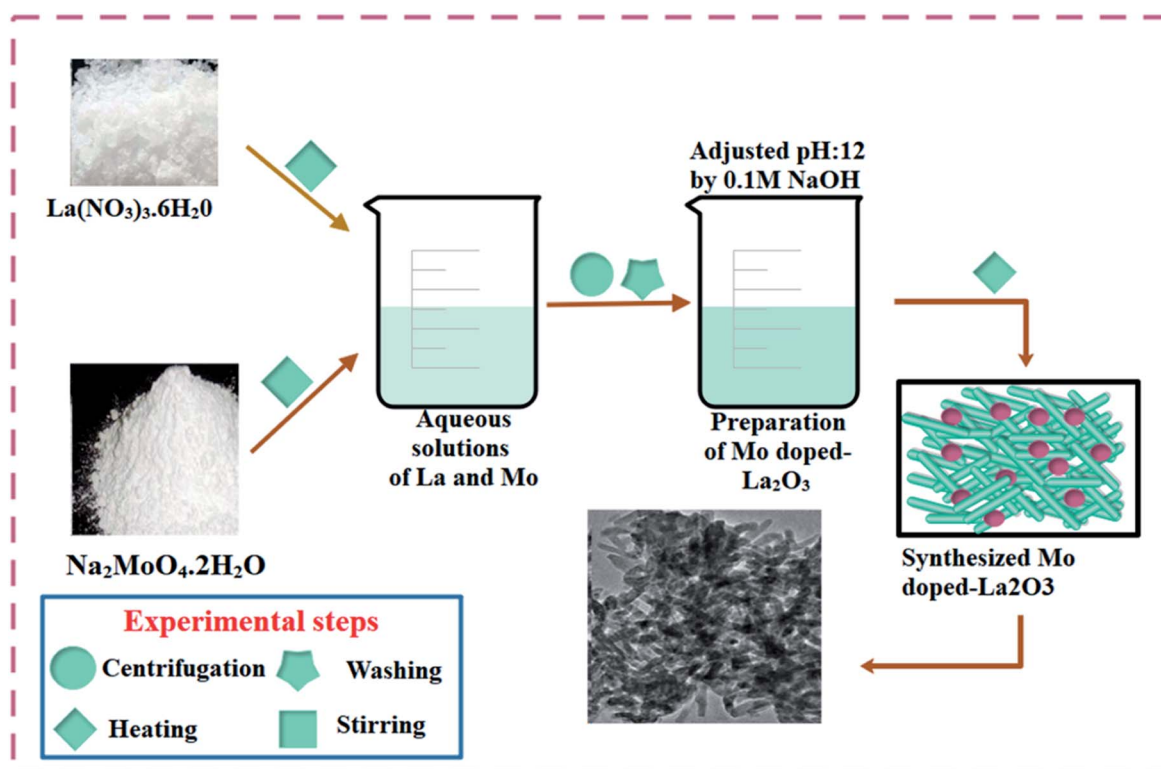 La(NO₃)₃.6H₂0
Na₂MoO₄.2H₂O
Aqueous
solutions
of La and Mo
Adjusted pH:12
by 0.1M NaOH
Preparation
of Mo doped-
La₂O₃
Synthesized Mo
doped-La2O3
Experimental steps
Centrifugation
Washing
Heating
Stirring